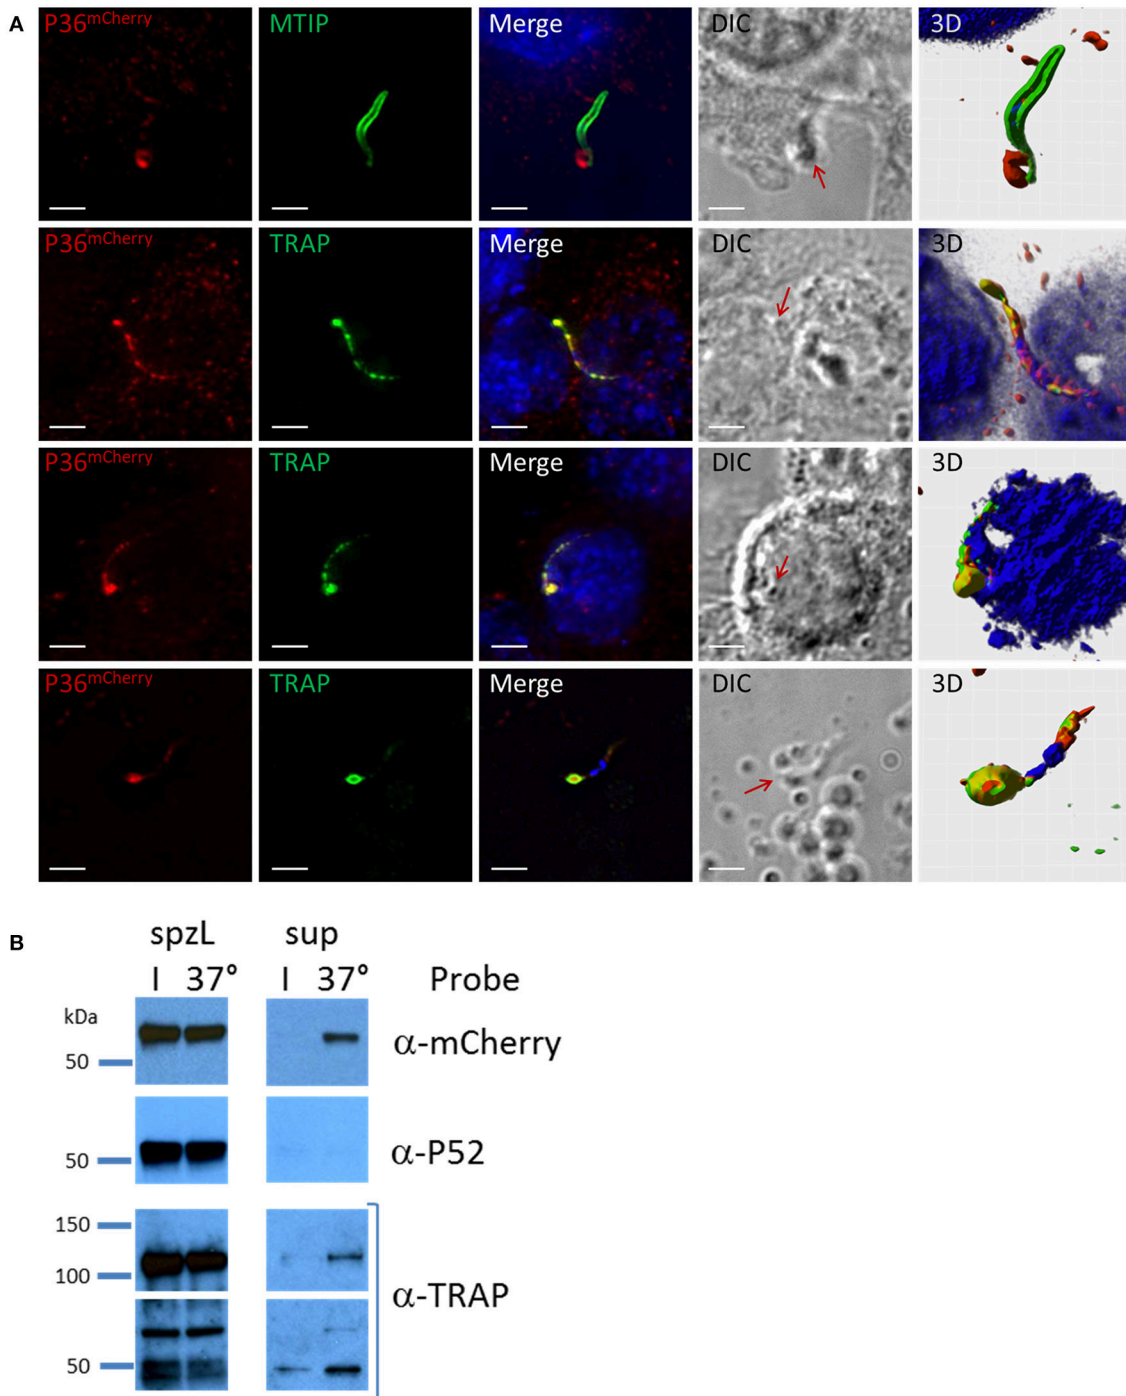 A
P36mCherry MTIP Merge DIC 3D
P36mCherry TRAP Merge DIC 3D
P36mCherry TRAP Merge DIC 3D
P36mCherry TRAP Merge DIC 3D
B
spzL sup
I 37° I 37° Probe
kDa
50
α-mCherry
50
α-P52
150
100
α-TRAP
50